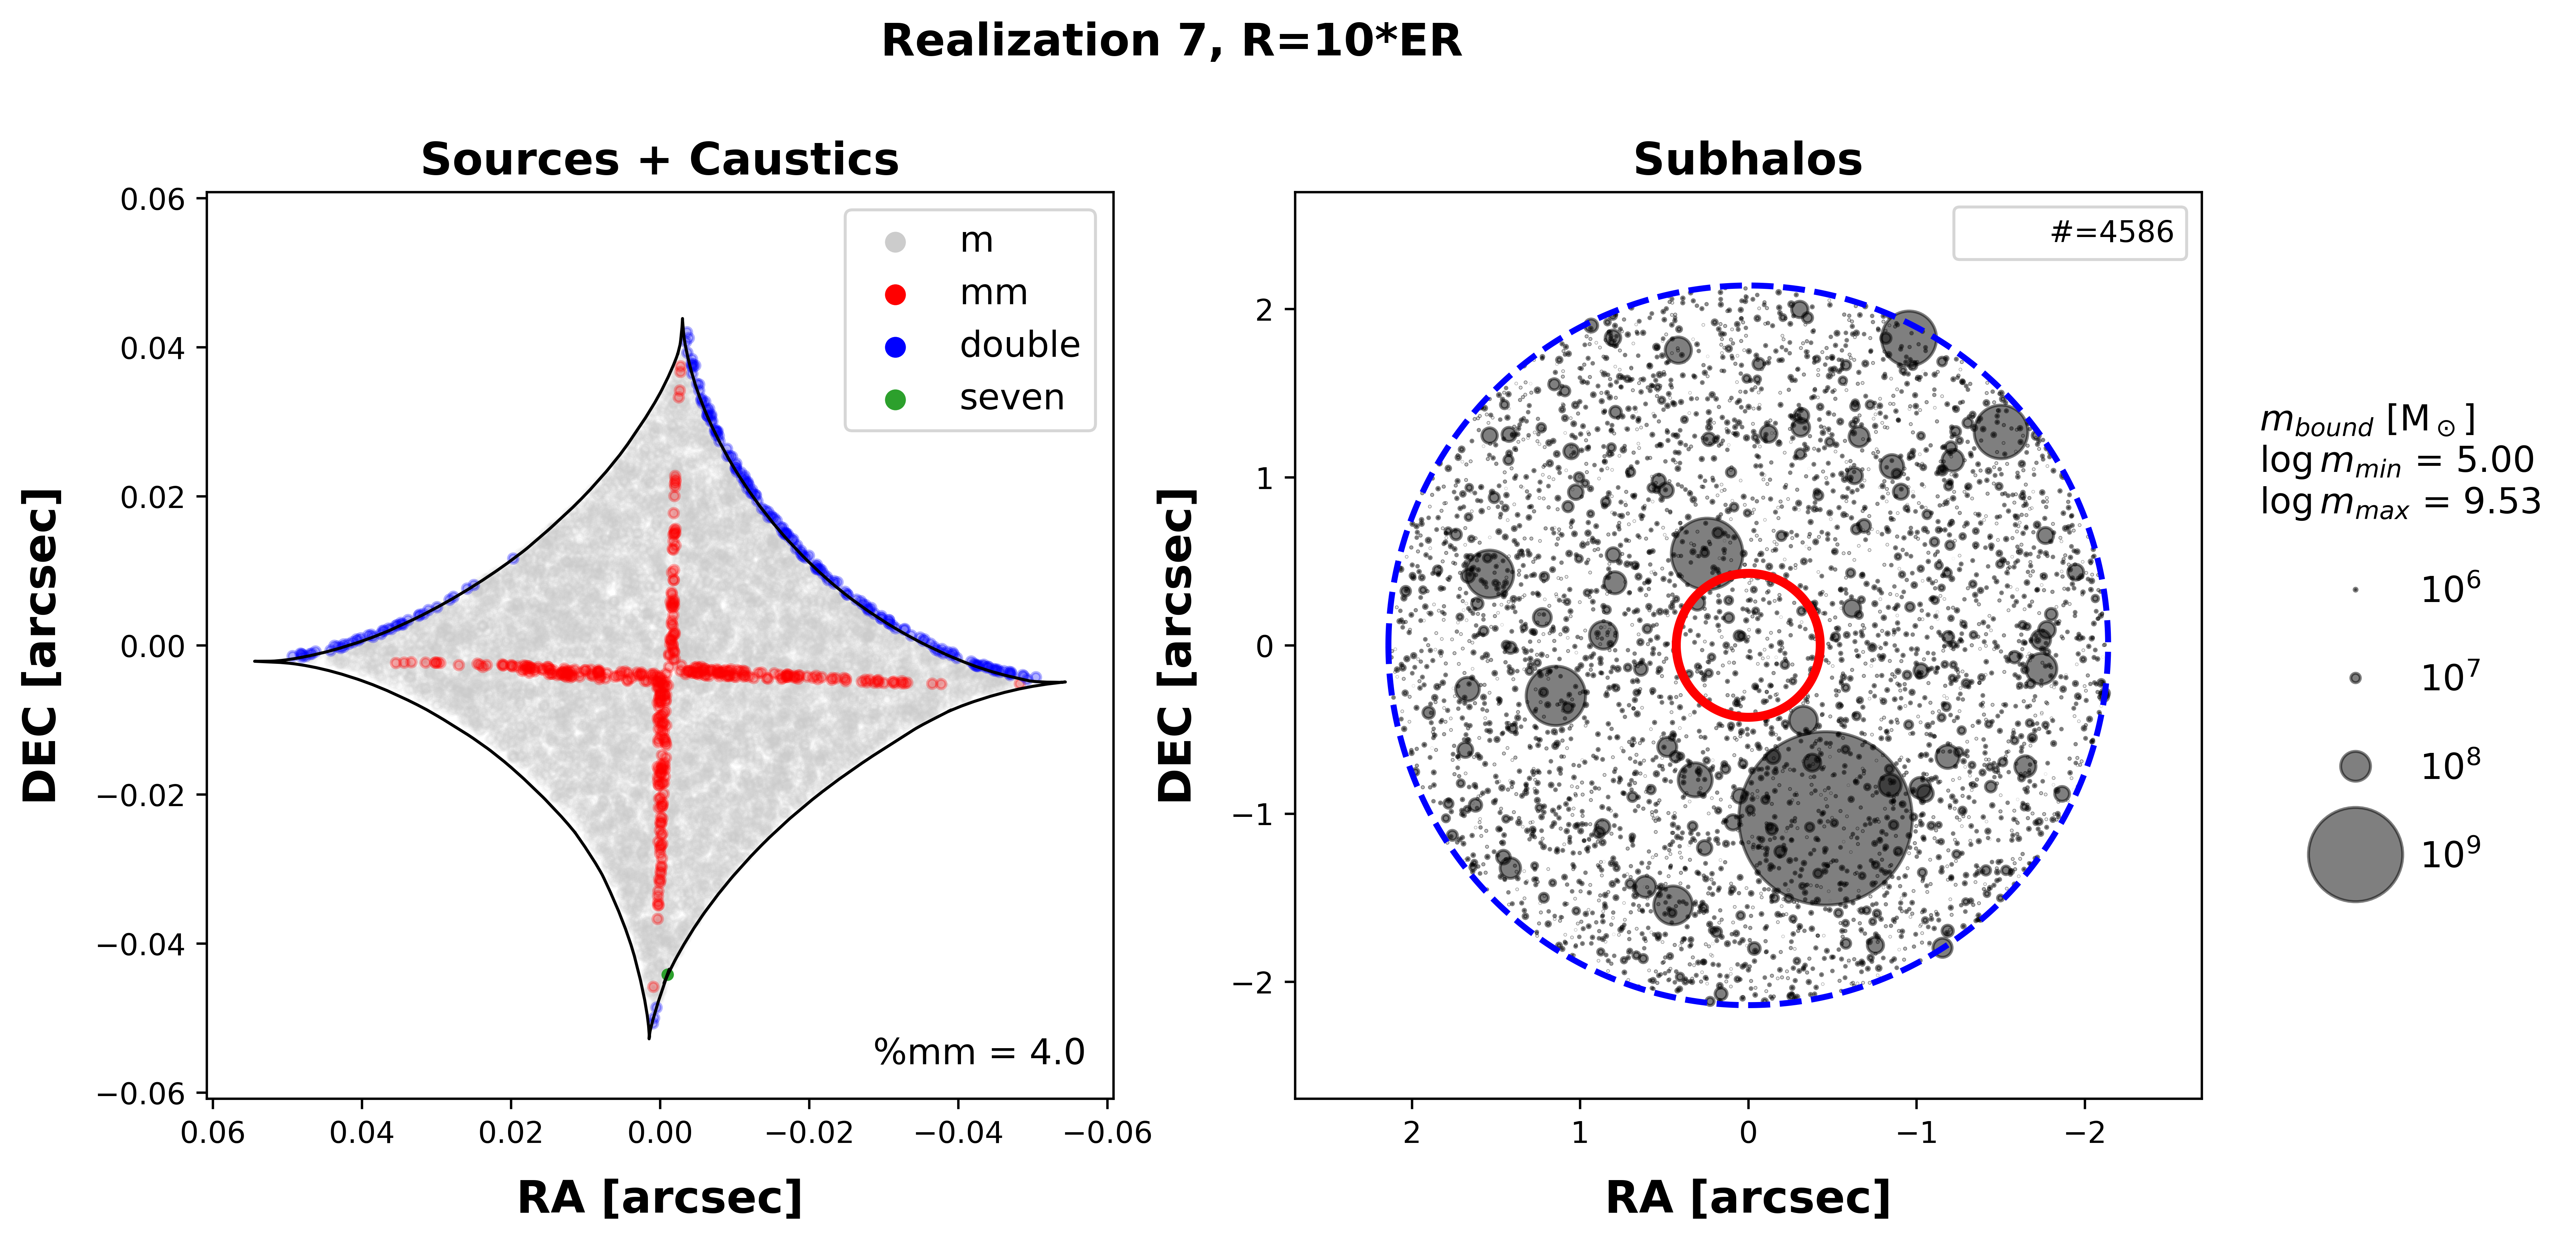 Realization 7, R=10*ER
Sources + Caustics
m
mm
double
seven
%mm = 4.0
0.06
0.04
0.02
0.00
−0.02
−0.04
−0.06
DEC [arcsec]
0.06
0.04
0.02
0.00
−0.02
−0.04
−0.06
RA [arcsec]
Subhalos
#=4586
2
1
0
−1
−2
DEC [arcsec]
2
1
0
−1
−2
RA [arcsec]
m_bound [M_⊙]
log m_min = 5.00
log m_max = 9.53
10^6
10^7
10^8
10^9